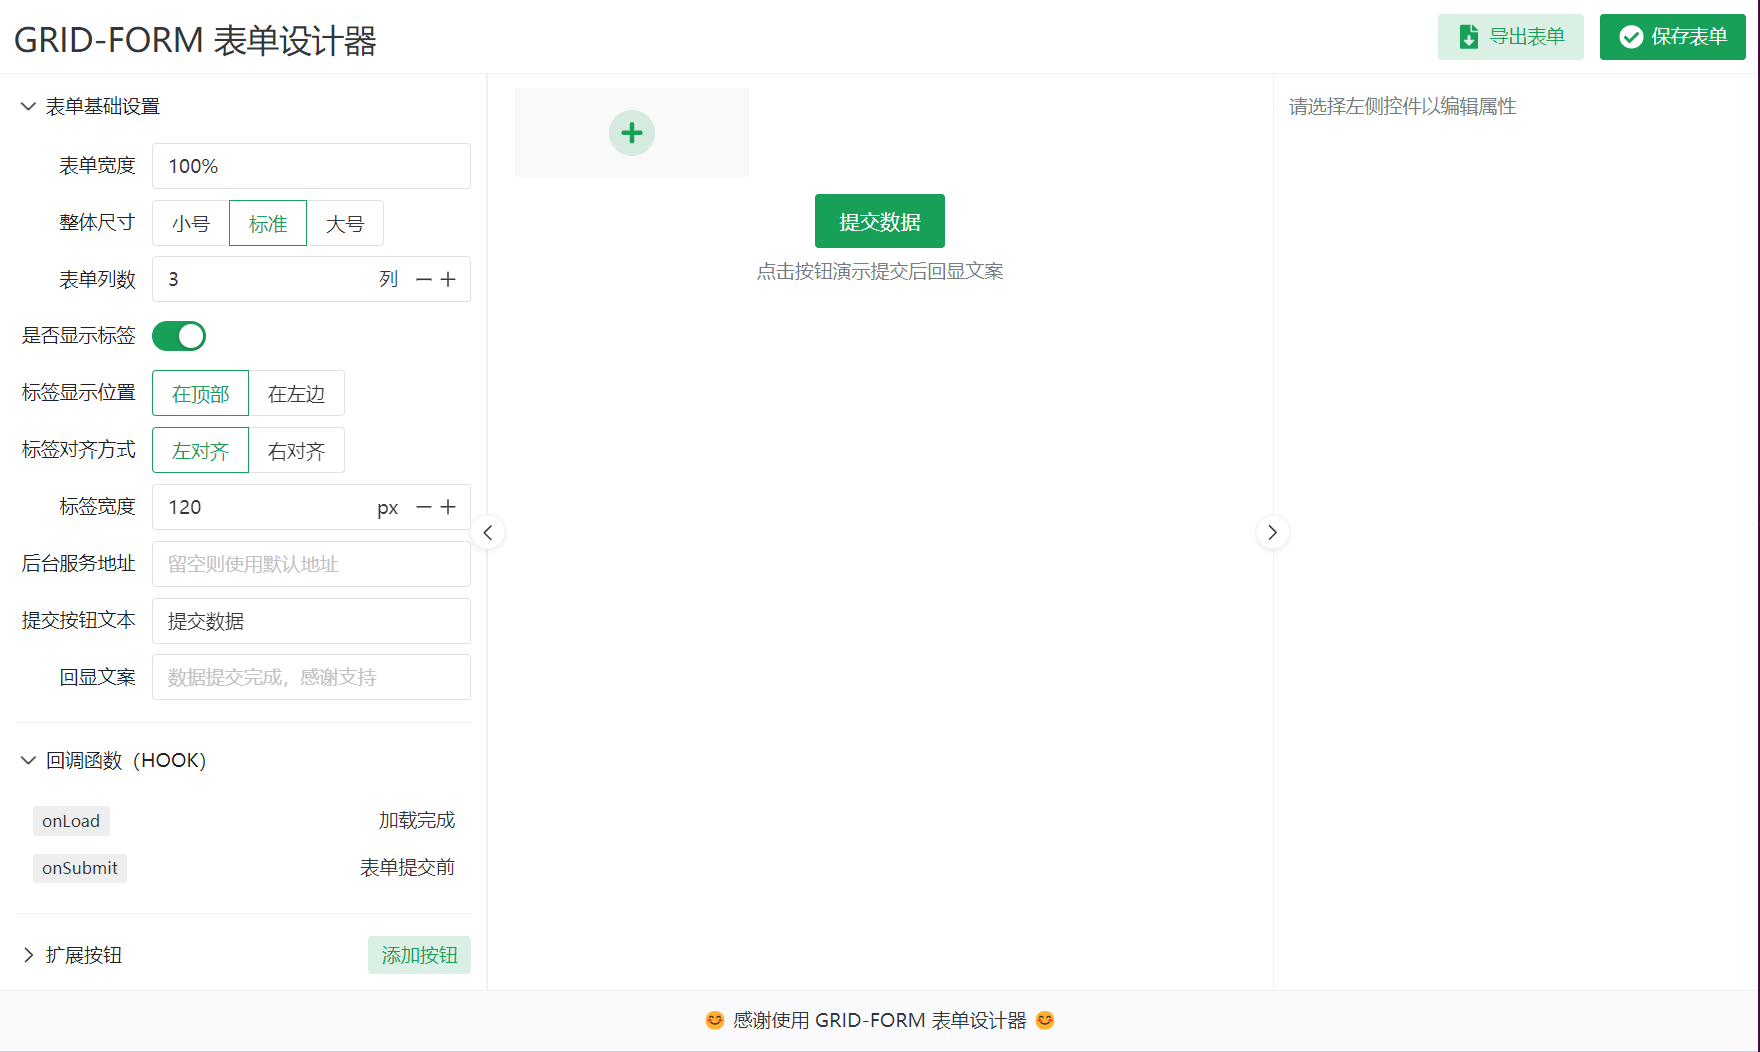 GRID-FORM 表单设计器
导出表单
保存表单
表单基础设置
表单宽度
100%
整体尺寸
小号
标准
大号
表单列数
3
列
是否显示标签
标签显示位置
在顶部
在左边
标签对齐方式
左对齐
右对齐
标签宽度
120
px
后台服务地址
留空则使用默认地址
提交按钮文本
提交数据
回显文案
数据提交完成，感谢支持
回调函数（HOOK）
onLoad
加载完成
onSubmit
表单提交前
扩展按钮
添加按钮
提交数据
点击按钮演示提交后回显文案
请选择左侧控件以编辑属性
😊 感谢使用 GRID-FORM 表单设计器 😊